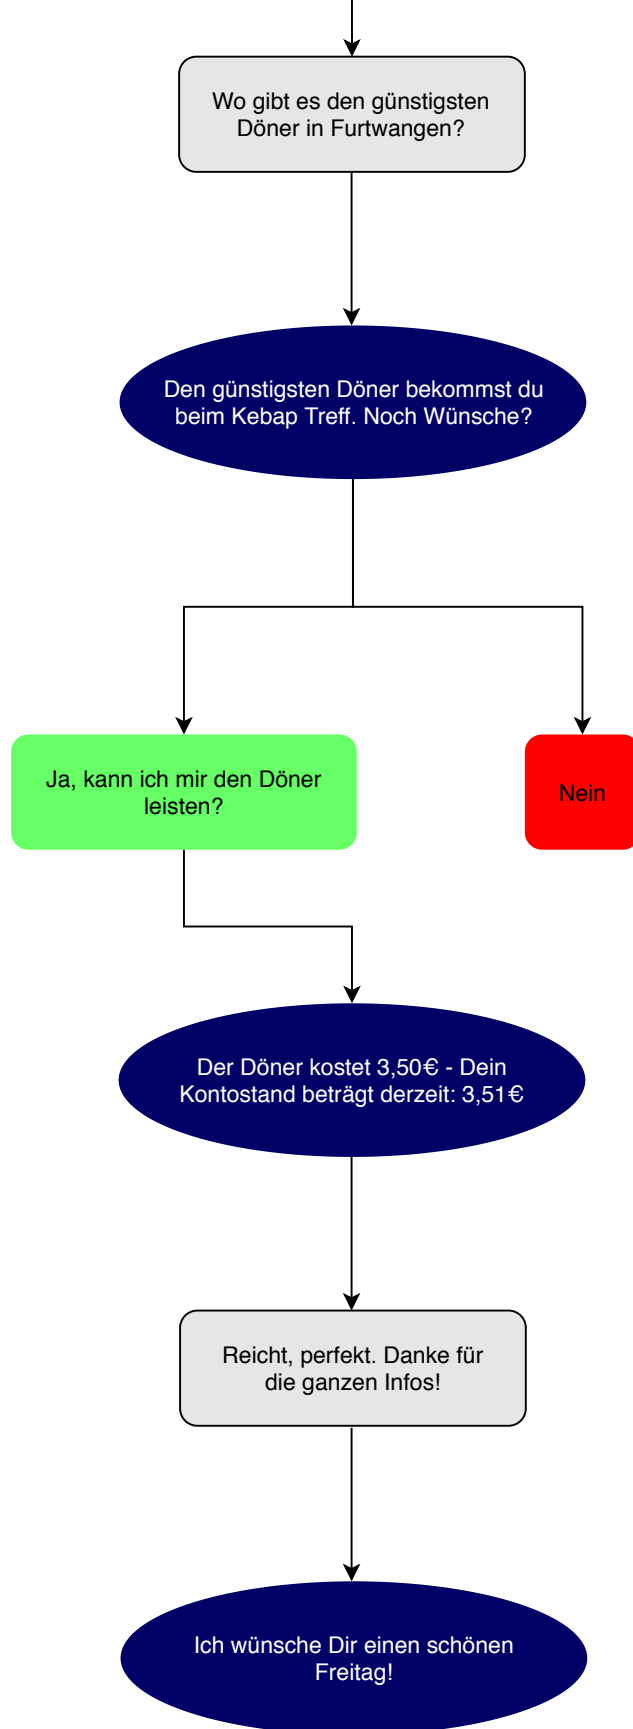 Wo gibt es den günstigsten
Döner in Furtwangen?
Den günstigsten Döner bekommst du
beim Kebap Treff. Noch Wünsche?
Ja, kann ich mir den Döner
leisten?
Nein
Der Döner kostet 3,50€ - Dein
Kontostand beträgt derzeit: 3,51€
Reicht, perfekt. Danke für
die ganzen Infos!
Ich wünsche Dir einen schönen
Freitag!